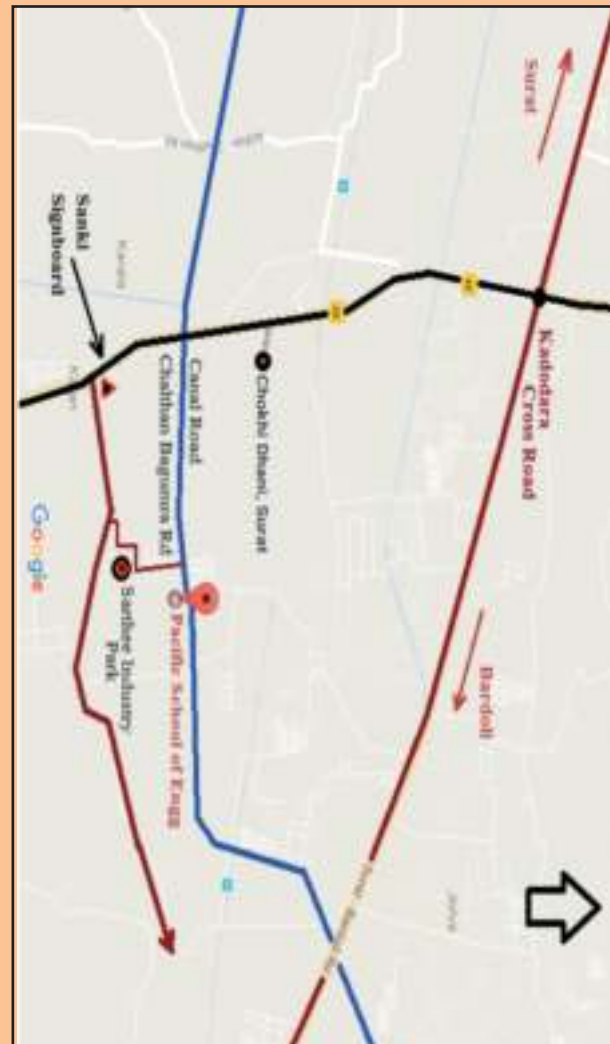 Surat
Kadodara
Cross Road
Bardoli
Chokhi Dhani, Surat
Canal Road
Chalthan Bagumra Rd
Pacific School of Engg
Sanki
Signboard
Sarthee Industry
Park
Google